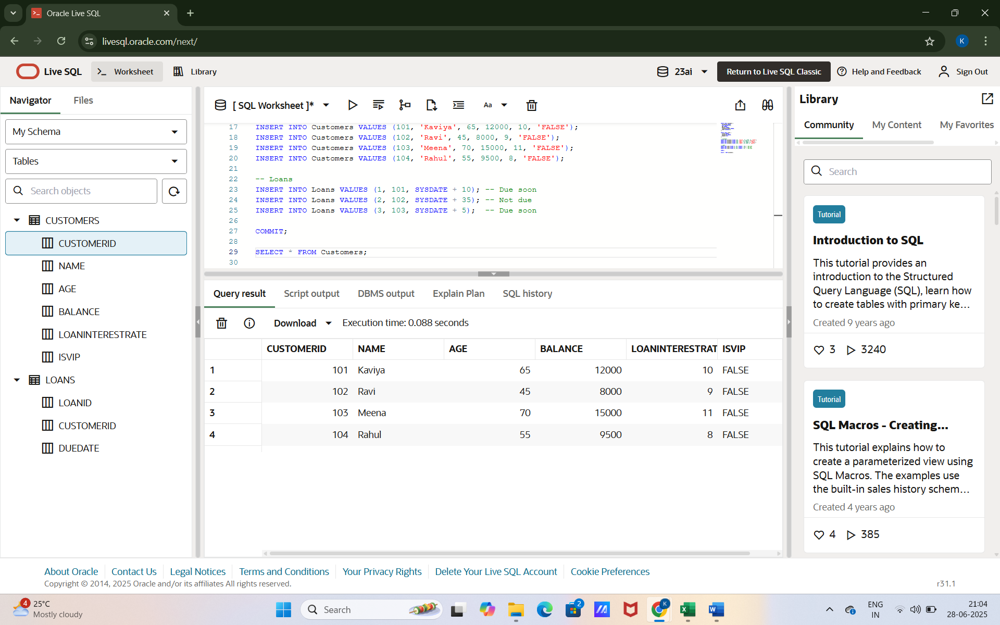 Oracle Live SQL
livesql.oracle.com/next/
K
Live SQL
Worksheet
Library
23ai
Return to Live SQL Classic
Help and Feedback
Sign Out
Navigator
Files
My Schema
Tables
Search objects
CUSTOMERS
CUSTOMERID
NAME
AGE
BALANCE
LOANINTERESTRATE
ISVIP
LOANS
LOANID
CUSTOMERID
DUEDATE
[ SQL Worksheet ]*
Aa
17 INSERT INTO Customers VALUES (101, 'Kaviya', 65, 12000, 10, 'FALSE');
18 INSERT INTO Customers VALUES (102, 'Ravi', 45, 8000, 9, 'FALSE');
19 INSERT INTO Customers VALUES (103, 'Meena', 70, 15000, 11, 'FALSE');
20 INSERT INTO Customers VALUES (104, 'Rahul', 55, 9500, 8, 'FALSE');
21
22 -- Loans
23 INSERT INTO Loans VALUES (1, 101, SYSDATE + 10); -- Due soon
24 INSERT INTO Loans VALUES (2, 102, SYSDATE + 35); -- Not due
25 INSERT INTO Loans VALUES (3, 103, SYSDATE + 5);  -- Due soon
26
27 COMMIT;
28
29 SELECT * FROM Customers;
30
Query result
Script output
DBMS output
Explain Plan
SQL history
Download
Execution time: 0.088 seconds
CUSTOMERID NAME AGE BALANCE LOANINTERESTRAT ISVIP
1 101 Kaviya 65 12000 10 FALSE
2 102 Ravi 45 8000 9 FALSE
3 103 Meena 70 15000 11 FALSE
4 104 Rahul 55 9500 8 FALSE
Library
Community
My Content
My Favorites
Search
Tutorial
Introduction to SQL
This tutorial provides an
introduction to the Structured
Query Language (SQL), learn how
to create tables with primary ke...
Created 9 years ago
3 3240
Tutorial
SQL Macros - Creating...
This tutorial explains how to
create a parameterized view using
SQL Macros. The examples use
the built-in sales history schem...
Created 4 years ago
4 385
About Oracle
Contact Us
Legal Notices
Terms and Conditions
Your Privacy Rights
Delete Your Live SQL Account
Cookie Preferences
Copyright © 2014, 2025 Oracle and/or its affiliates All rights reserved.
r31.1
4
25°C
Mostly cloudy
Search
2
K
ENG
IN
21:04
28-06-2025